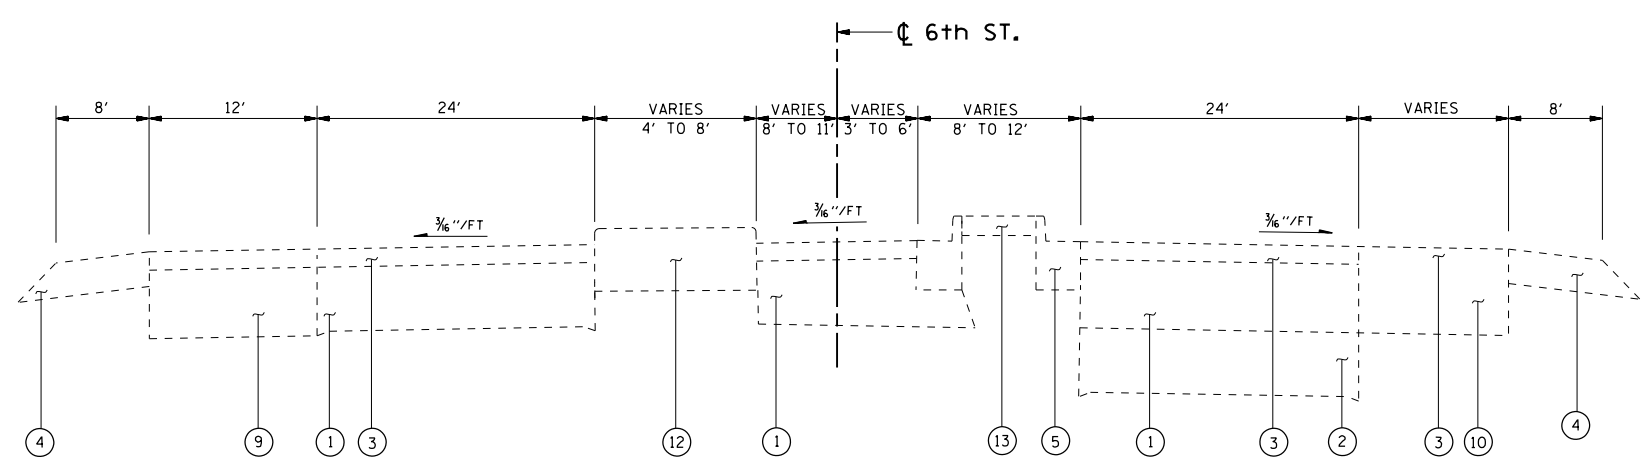 ℄ 6th ST.
8' 12' 24' VARIES VARIES VARIES VARIES 24' VARIES 8'
4' TO 8' 8' TO 11' 3' TO 6' 8' TO 12'
3/16"/FT 3/16"/FT 3/16"/FT
4 9 1 3 12 1 13 5 1 3 2 3 10 4